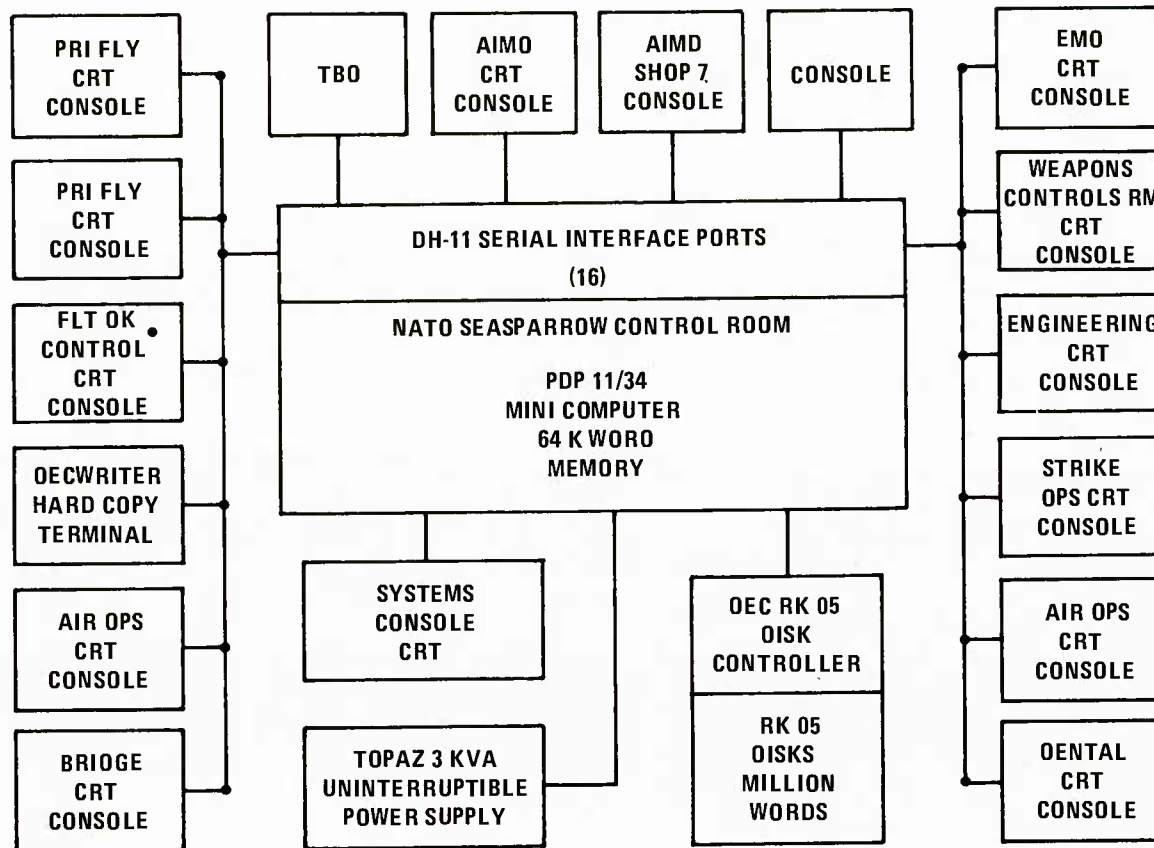 PRI FLY
CRT
CONSOLE
TBO
AIMO
CRT
CONSOLE
AIMD
SHOP 7
CONSOLE
CONSOLE
EMO
CRT
CONSOLE
PRI FLY
CRT
CONSOLE
DH-11 SERIAL INTERFACE PORTS
(16)
WEAPONS
CONTROLS RM
CRT
CONSOLE
FLT OK
CONTROL
CRT
CONSOLE
NATO SEASPARROW CONTROL ROOM
PDP 11/34
MINI COMPUTER
64 K WORO
MEMORY
ENGINEERING
CRT
CONSOLE
OECWRITER
HARD COPY
TERMINAL
STRIKE
OPS CRT
CONSOLE
AIR OPS
CRT
CONSOLE
SYSTEMS
CONSOLE
CRT
OEC RK 05
OISK
CONTROLLER
AIR OPS
CRT
CONSOLE
BRIOGE
CRT
CONSOLE
TOPAZ 3 KVA
UNINTERRUPTIBLE
POWER SUPPLY
RK 05
OISKS
MILLION
WORDS
OENTAL
CRT
CONSOLE